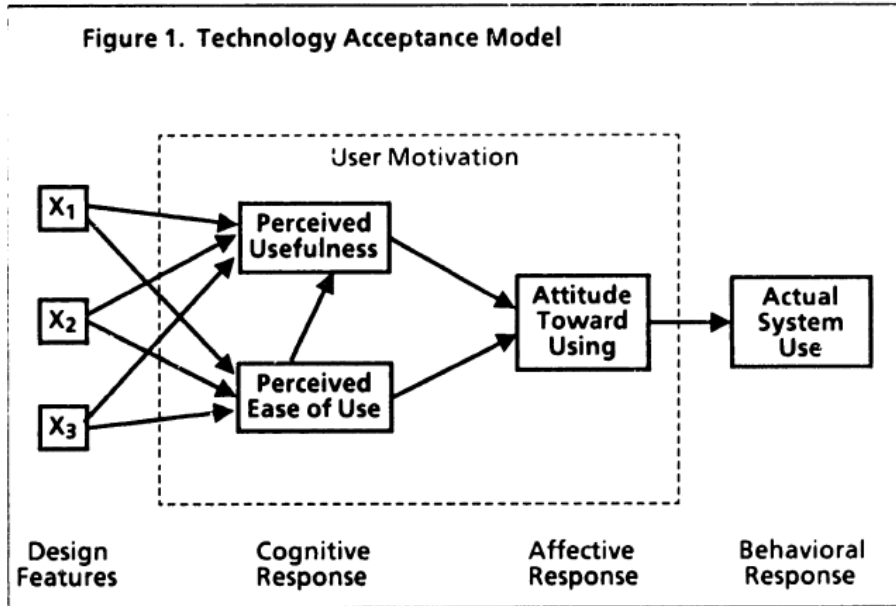 Figure 1. Technology Acceptance Model
User Motivation
X1
X2
X3
Perceived
Usefulness
Perceived
Ease of Use
Attitude
Toward
Using
Actual
System
Use
Design
Features
Cognitive
Response
Affective
Response
Behavioral
Response